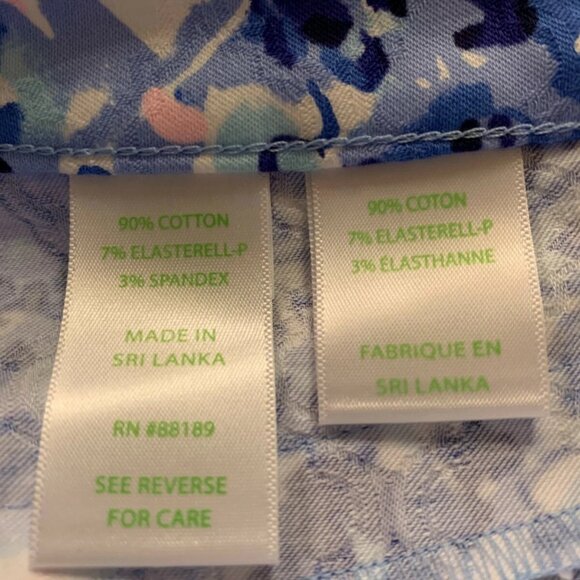 90% COTTON
7% ELASTERELL-P
3% SPANDEX
MADE IN
SRI LANKA
RN #88189
SEE REVERSE
FOR CARE
90% COTON
7% ELASTERELL-P
3% ÉLASTHANNE
FABRIQUE EN
SRI LANKA